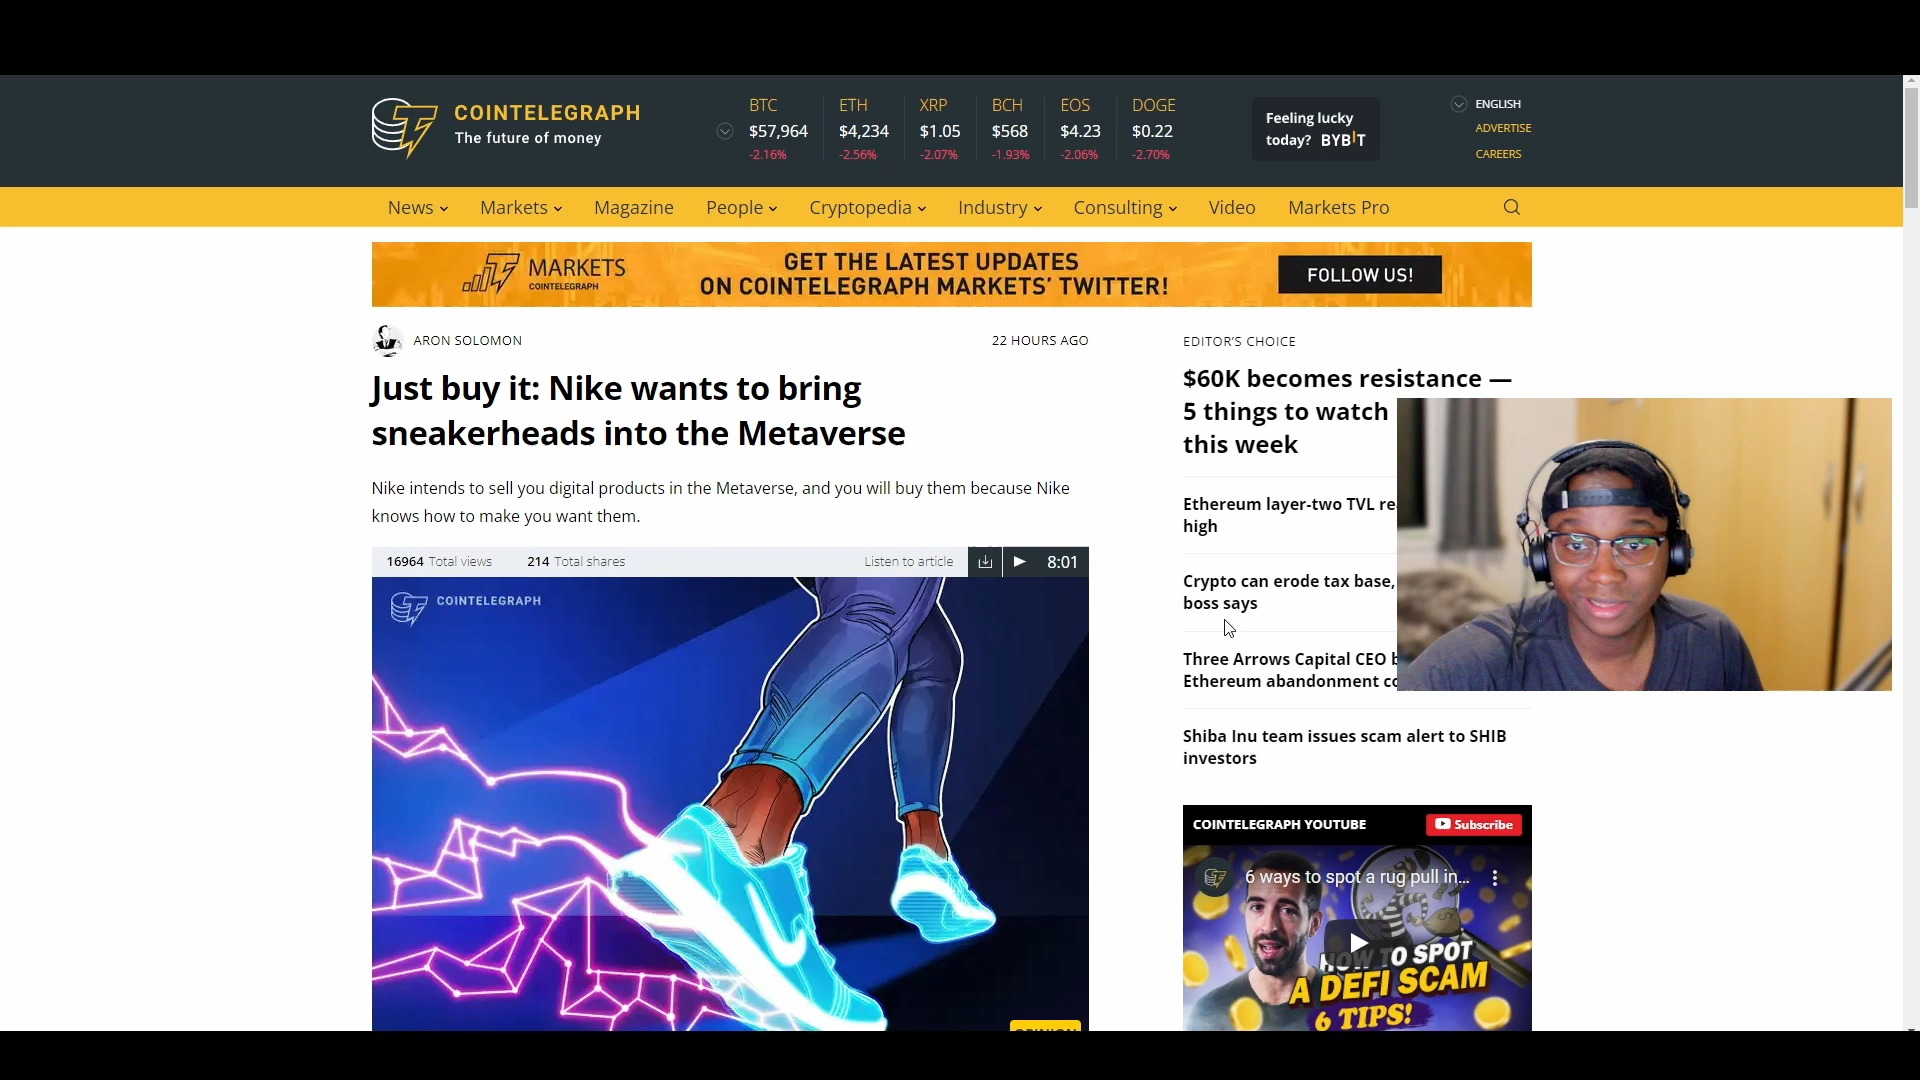 COINTELEGRAPH
The future of money
BTC
$57,964
-2.16%
ETH
$4,234
-2.56%
XRP
$1.05
-2.07%
BCH
$568
-1.93%
EOS
$4.23
-2.06%
DOGE
$0.22
-2.70%
Feeling lucky
today? BYBIT
ENGLISH
ADVERTISE
CAREERS
News
Markets
Magazine
People
Cryptopedia
Industry
Consulting
Video
Markets Pro
MARKETS
COINTELEGRAPH
GET THE LATEST UPDATES
ON COINTELEGRAPH MARKETS' TWITTER!
FOLLOW US!
ARON SOLOMON
22 HOURS AGO
Just buy it: Nike wants to bring
sneakerheads into the Metaverse
Nike intends to sell you digital products in the Metaverse, and you will buy them because Nike
knows how to make you want them.
16964 Total views
214 Total shares
Listen to article
8:01
COINTELEGRAPH
OPINION
EDITOR'S CHOICE
$60K becomes resistance —
5 things to watch
this week
Ethereum layer-two TVL re
high
Crypto can erode tax base,
boss says
Three Arrows Capital CEO b
Ethereum abandonment co
Shiba Inu team issues scam alert to SHIB
investors
COINTELEGRAPH YOUTUBE
Subscribe
6 ways to spot a rug pull in...
HOW TO SPOT
A DEFI SCAM
6 TIPS!